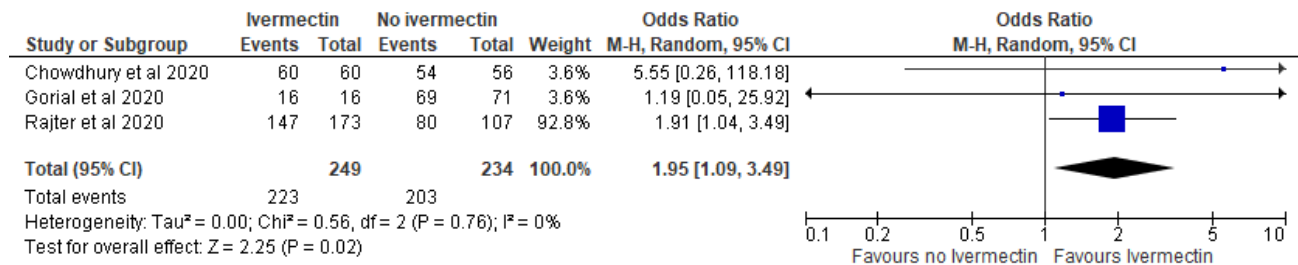 Ivermectin No ivermectin Odds Ratio Odds Ratio
Study or Subgroup Events Total Events Total Weight M-H, Random, 95% CI M-H, Random, 95% CI
Chowdhury et al 2020 60 60 54 56 3.6% 5.55 [0.26, 118.18]
Gorial et al 2020 16 16 69 71 3.6% 1.19 [0.05, 25.92]
Rajter et al 2020 147 173 80 107 92.8% 1.91 [1.04, 3.49]
Total (95% CI) 249 234 100.0% 1.95 [1.09, 3.49]
Total events 223 203
Heterogeneity: Tau² = 0.00; Chi² = 0.56, df = 2 (P = 0.76); I² = 0%
Test for overall effect: Z = 2.25 (P = 0.02)
0.1 0.2 0.5 1 2 5 10
Favours no Ivermectin Favours Ivermectin